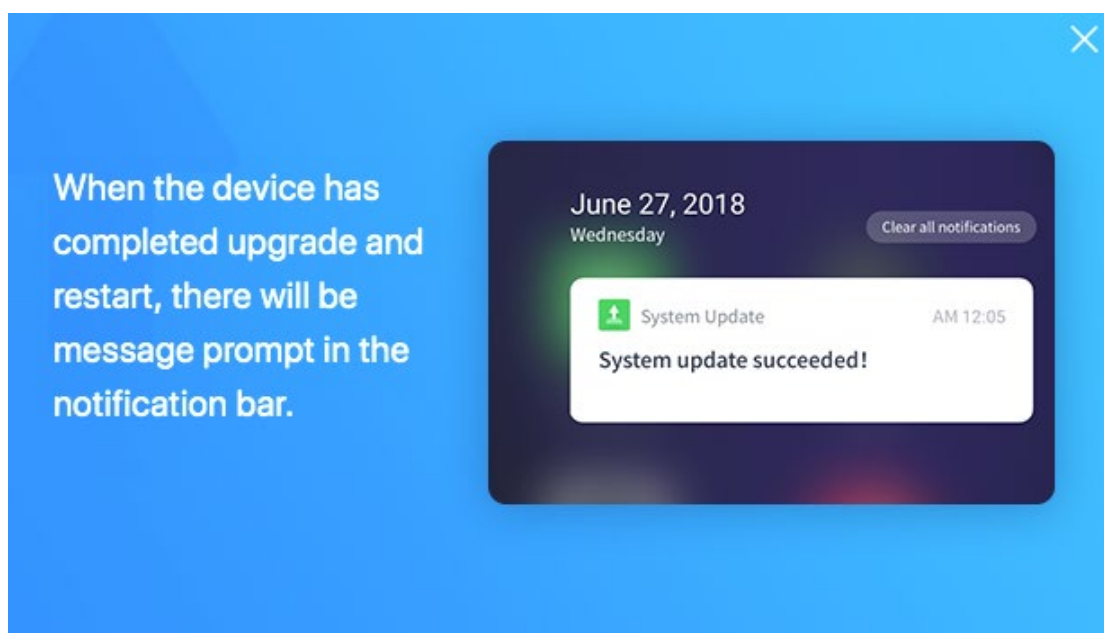 When the device has
completed upgrade and
restart, there will be
message prompt in the
notification bar.
June 27, 2018
Wednesday
Clear all notifications
System Update
AM 12:05
System update succeeded!